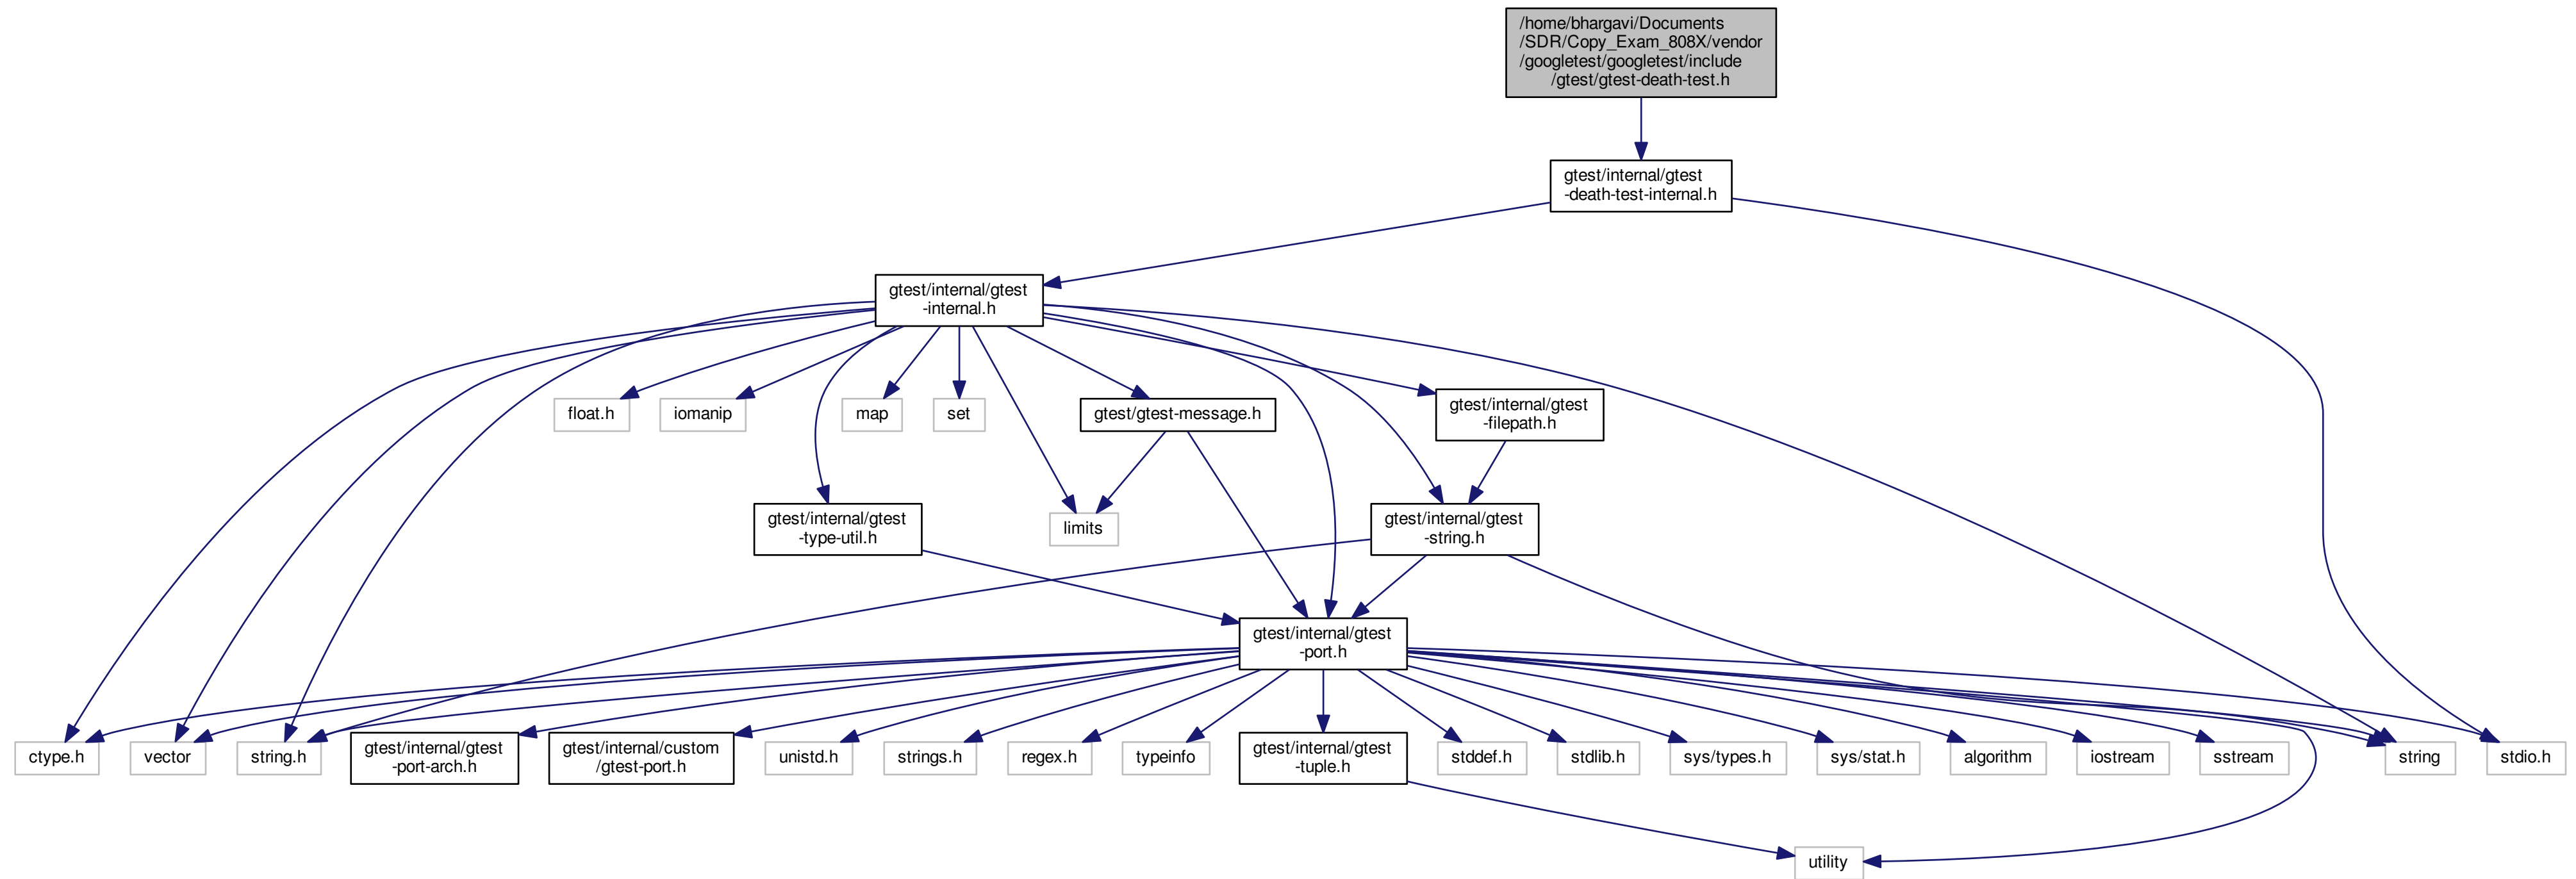 /home/bhargavi/Documents
/SDR/Copy_Exam_808X/vendor
/googletest/googletest/include
/gtest/gtest-death-test.h
gtest/internal/gtest
-death-test-internal.h
gtest/internal/gtest
-internal.h
float.h
iomanip
map
set
gtest/gtest-message.h
gtest/internal/gtest
-filepath.h
gtest/internal/gtest
-type-util.h
limits
gtest/internal/gtest
-string.h
gtest/internal/gtest
-port.h
ctype.h
vector
string.h
gtest/internal/gtest
-port-arch.h
gtest/internal/custom
/gtest-port.h
unistd.h
strings.h
regex.h
typeinfo
gtest/internal/gtest
-tuple.h
stddef.h
stdlib.h
sys/types.h
sys/stat.h
algorithm
iostream
sstream
string
stdio.h
utility